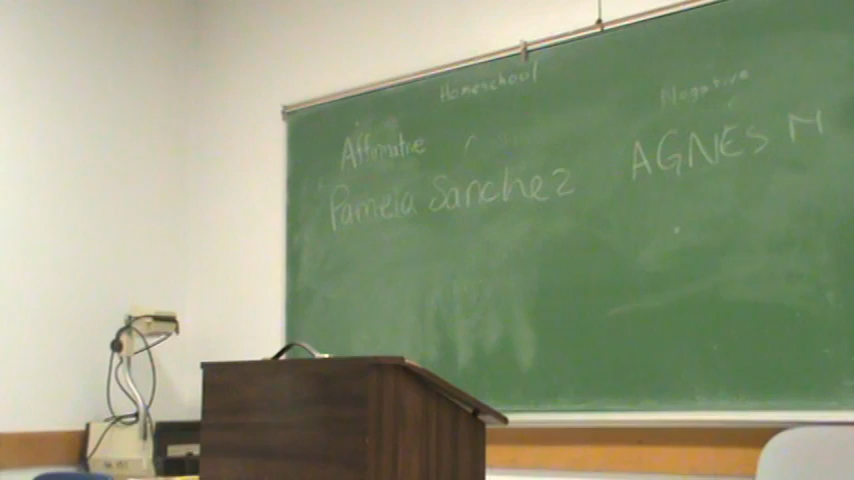 Homeschool
Affirmative
Negative
Pamela Sanchez
AGNES M